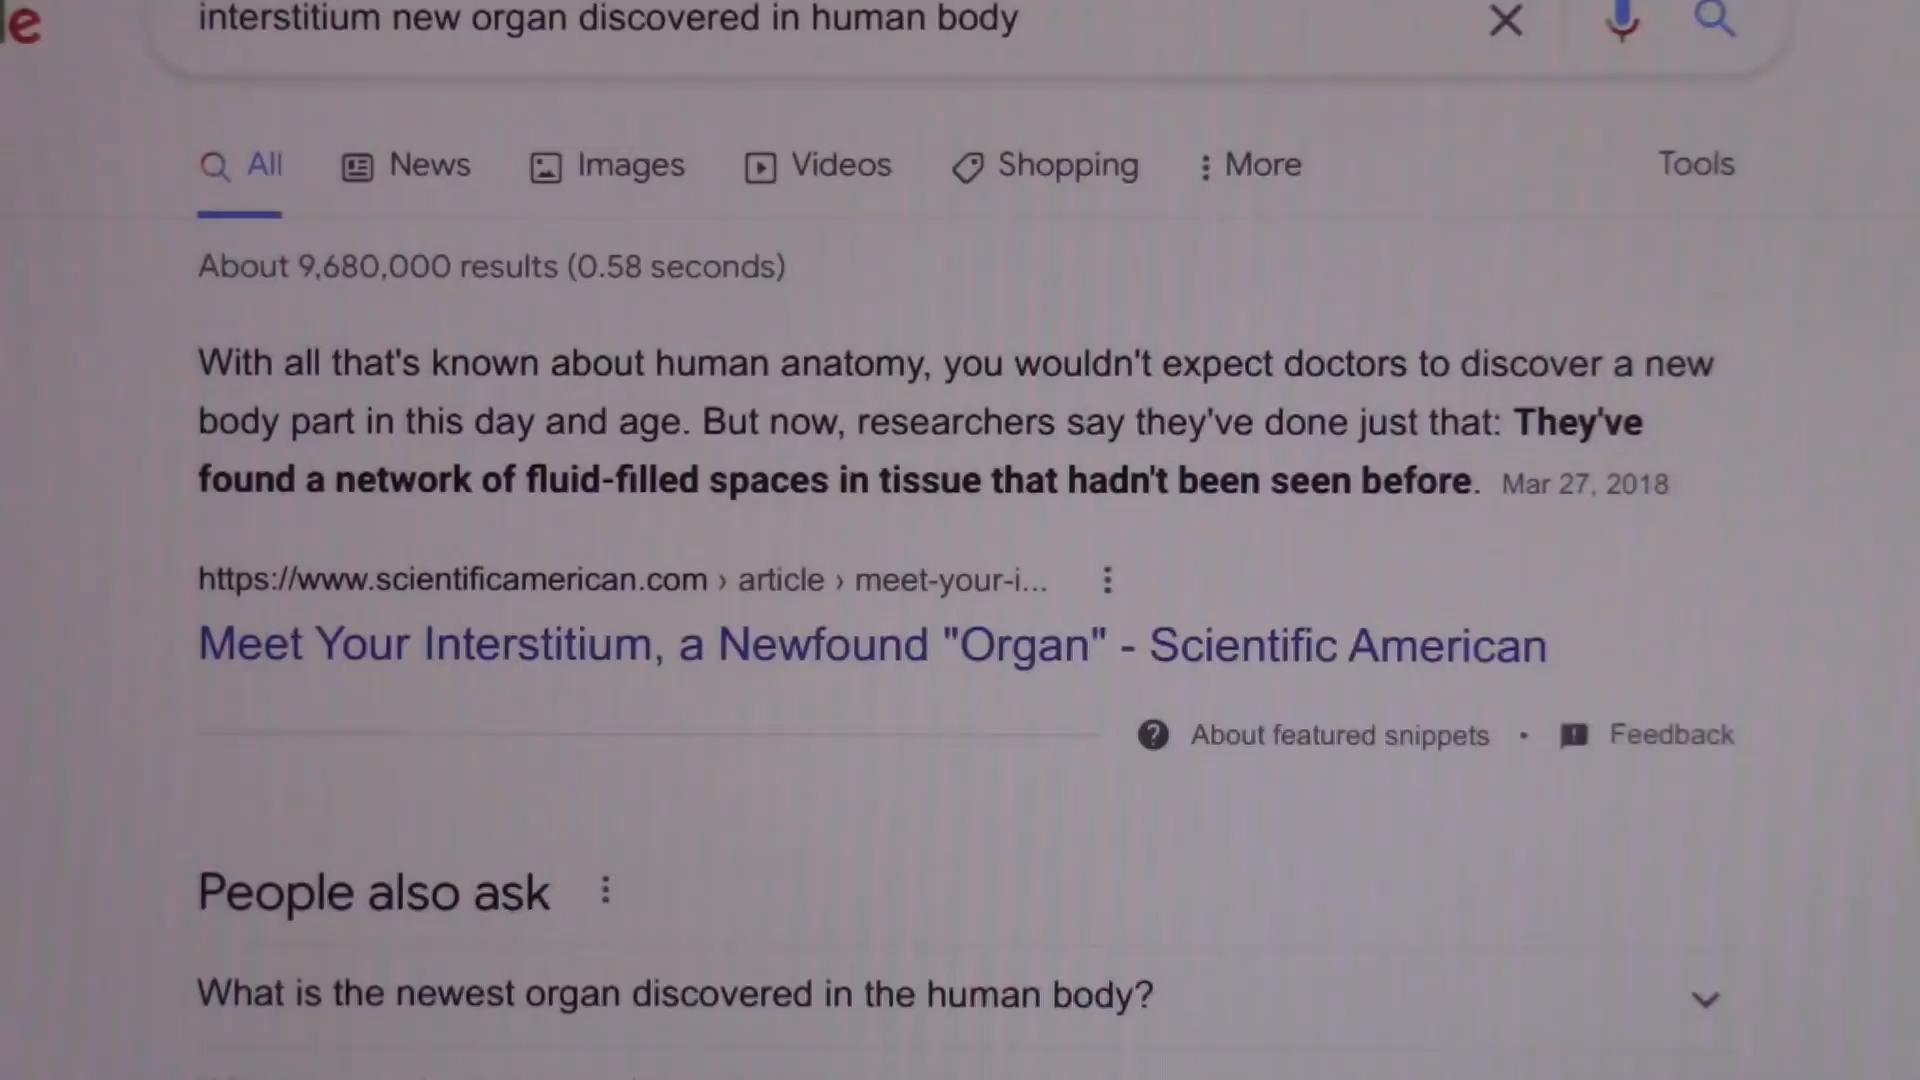 le
interstitium new organ discovered in human body
All News Images Videos Shopping More Tools
About 9,680,000 results (0.58 seconds)
With all that's known about human anatomy, you wouldn't expect doctors to discover a new
body part in this day and age. But now, researchers say they've done just that: They've
found a network of fluid-filled spaces in tissue that hadn't been seen before. Mar 27, 2018
https://www.scientificamerican.com › article › meet-your-i...
Meet Your Interstitium, a Newfound "Organ" - Scientific American
About featured snippets • Feedback
People also ask
What is the newest organ discovered in the human body?